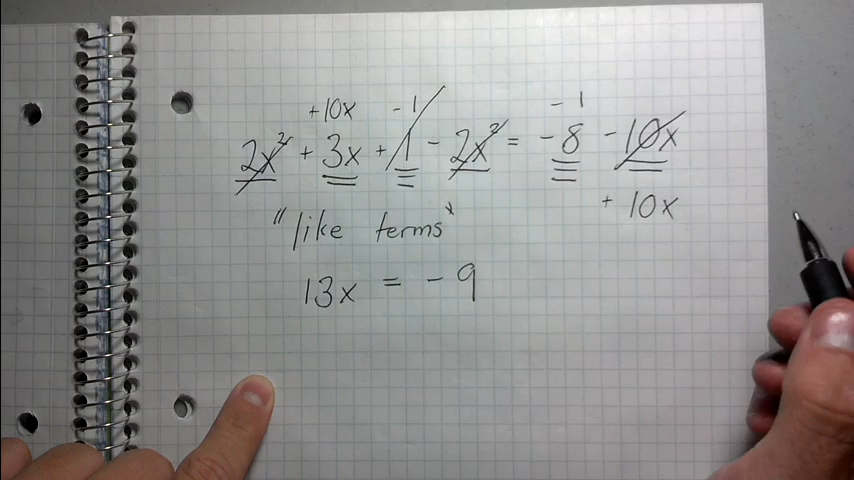 +10x -1 -1
2x² + 3x + 1 - 2x² = -8 - 10x
+ 10x
"like terms"
13x = -9